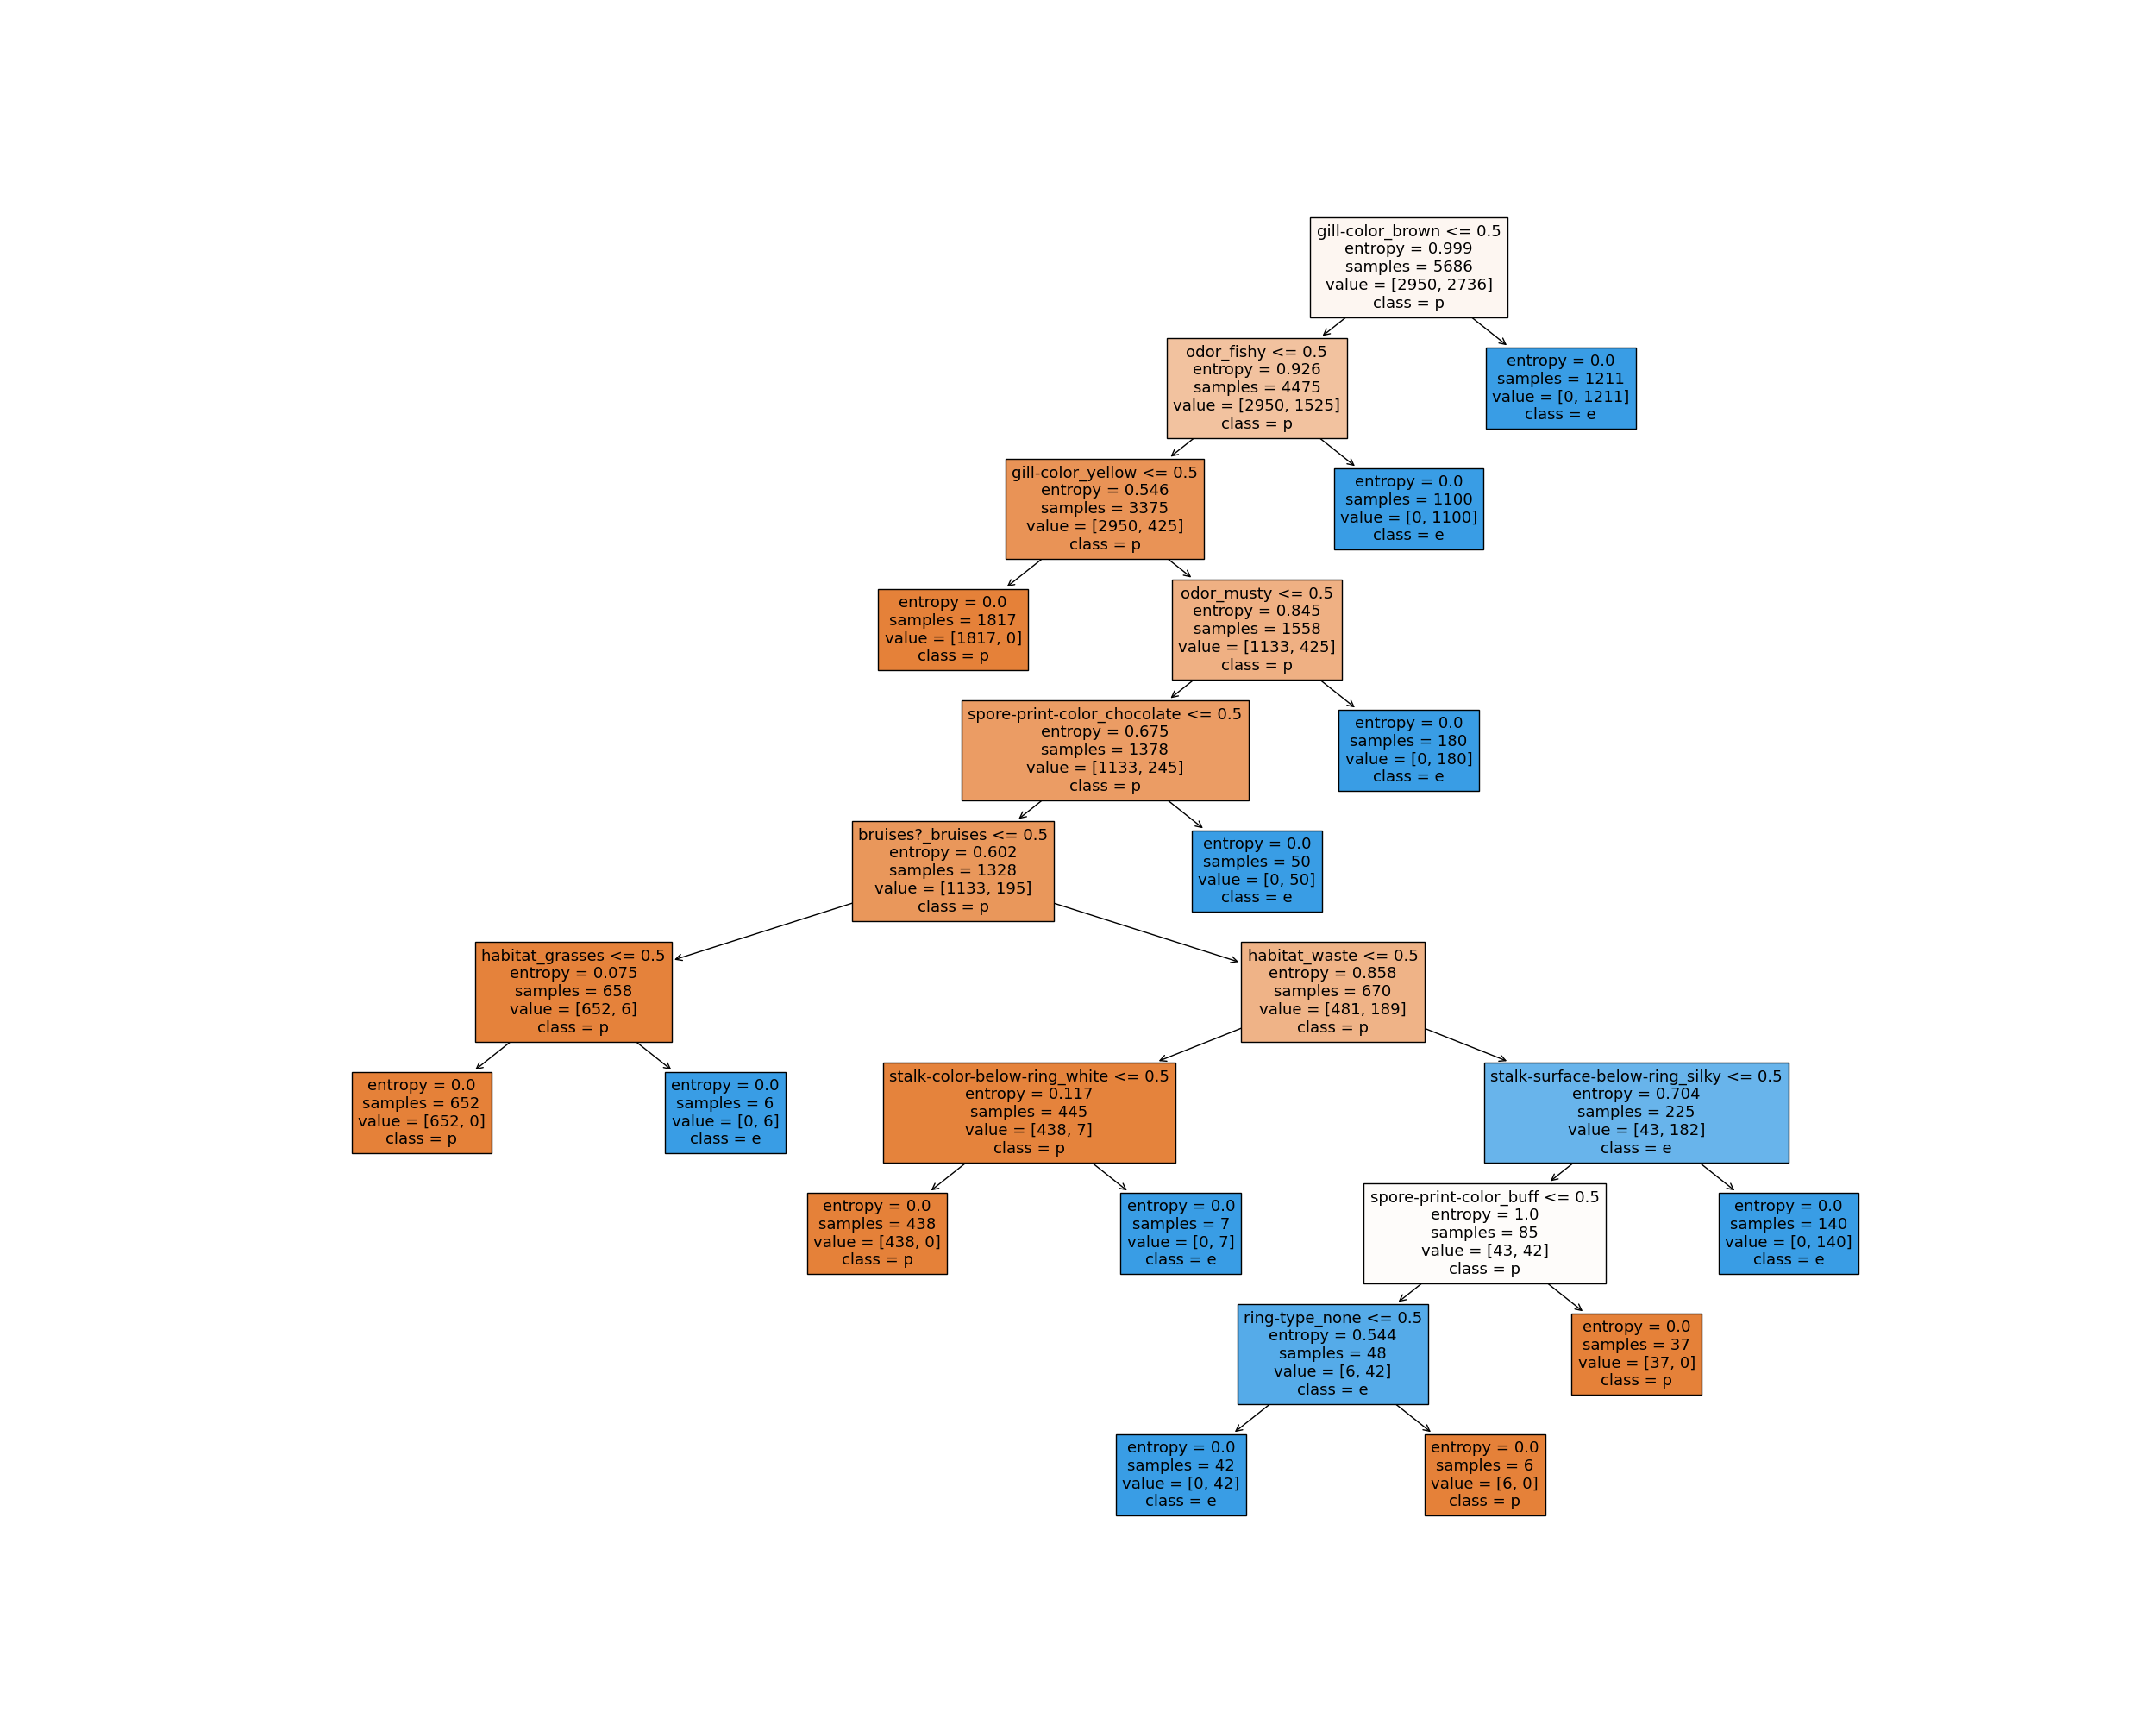 gill-color_brown <= 0.5
entropy = 0.999
samples = 5686
value = [2950, 2736]
class = p
odor_fishy <= 0.5
entropy = 0.926
samples = 4475
value = [2950, 1525]
class = p
entropy = 0.0
samples = 1211
value = [0, 1211]
class = e
gill-color_yellow <= 0.5
entropy = 0.546
samples = 3375
value = [2950, 425]
class = p
entropy = 0.0
samples = 1100
value = [0, 1100]
class = e
entropy = 0.0
samples = 1817
value = [1817, 0]
class = p
odor_musty <= 0.5
entropy = 0.845
samples = 1558
value = [1133, 425]
class = p
spore-print-color_chocolate <= 0.5
entropy = 0.675
samples = 1378
value = [1133, 245]
class = p
entropy = 0.0
samples = 180
value = [0, 180]
class = e
bruises?_bruises <= 0.5
entropy = 0.602
samples = 1328
value = [1133, 195]
class = p
entropy = 0.0
samples = 50
value = [0, 50]
class = e
habitat_grasses <= 0.5
entropy = 0.075
samples = 658
value = [652, 6]
class = p
habitat_waste <= 0.5
entropy = 0.858
samples = 670
value = [481, 189]
class = p
entropy = 0.0
samples = 652
value = [652, 0]
class = p
entropy = 0.0
samples = 6
value = [0, 6]
class = e
stalk-color-below-ring_white <= 0.5
entropy = 0.117
samples = 445
value = [438, 7]
class = p
stalk-surface-below-ring_silky <= 0.5
entropy = 0.704
samples = 225
value = [43, 182]
class = e
entropy = 0.0
samples = 438
value = [438, 0]
class = p
entropy = 0.0
samples = 7
value = [0, 7]
class = e
spore-print-color_buff <= 0.5
entropy = 1.0
samples = 85
value = [43, 42]
class = p
entropy = 0.0
samples = 140
value = [0, 140]
class = e
ring-type_none <= 0.5
entropy = 0.544
samples = 48
value = [6, 42]
class = e
entropy = 0.0
samples = 37
value = [37, 0]
class = p
entropy = 0.0
samples = 42
value = [0, 42]
class = e
entropy = 0.0
samples = 6
value = [6, 0]
class = p